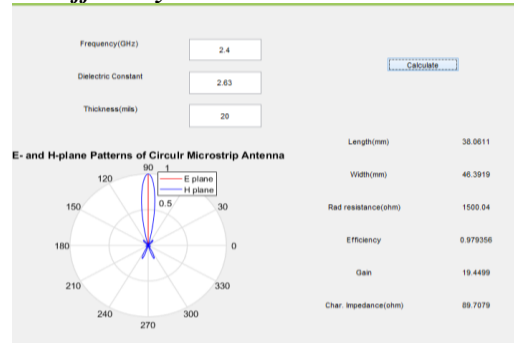 Frequency(GHz) 2.4
Calculate
Dielectric Constant 2.63
Thickness(mils) 20
Length(mm) 38.0611
E- and H-plane Patterns of Circulr Microstrip Antenna
Width(mm) 46.3919
90 1
120
E plane
H plane
0.5
150
30
Rad resistance(ohm) 1500.04
180
0
Efficiency 0.979356
Gain 19.4499
210
330
Char. Impedance(ohm) 89.7079
240
300
270